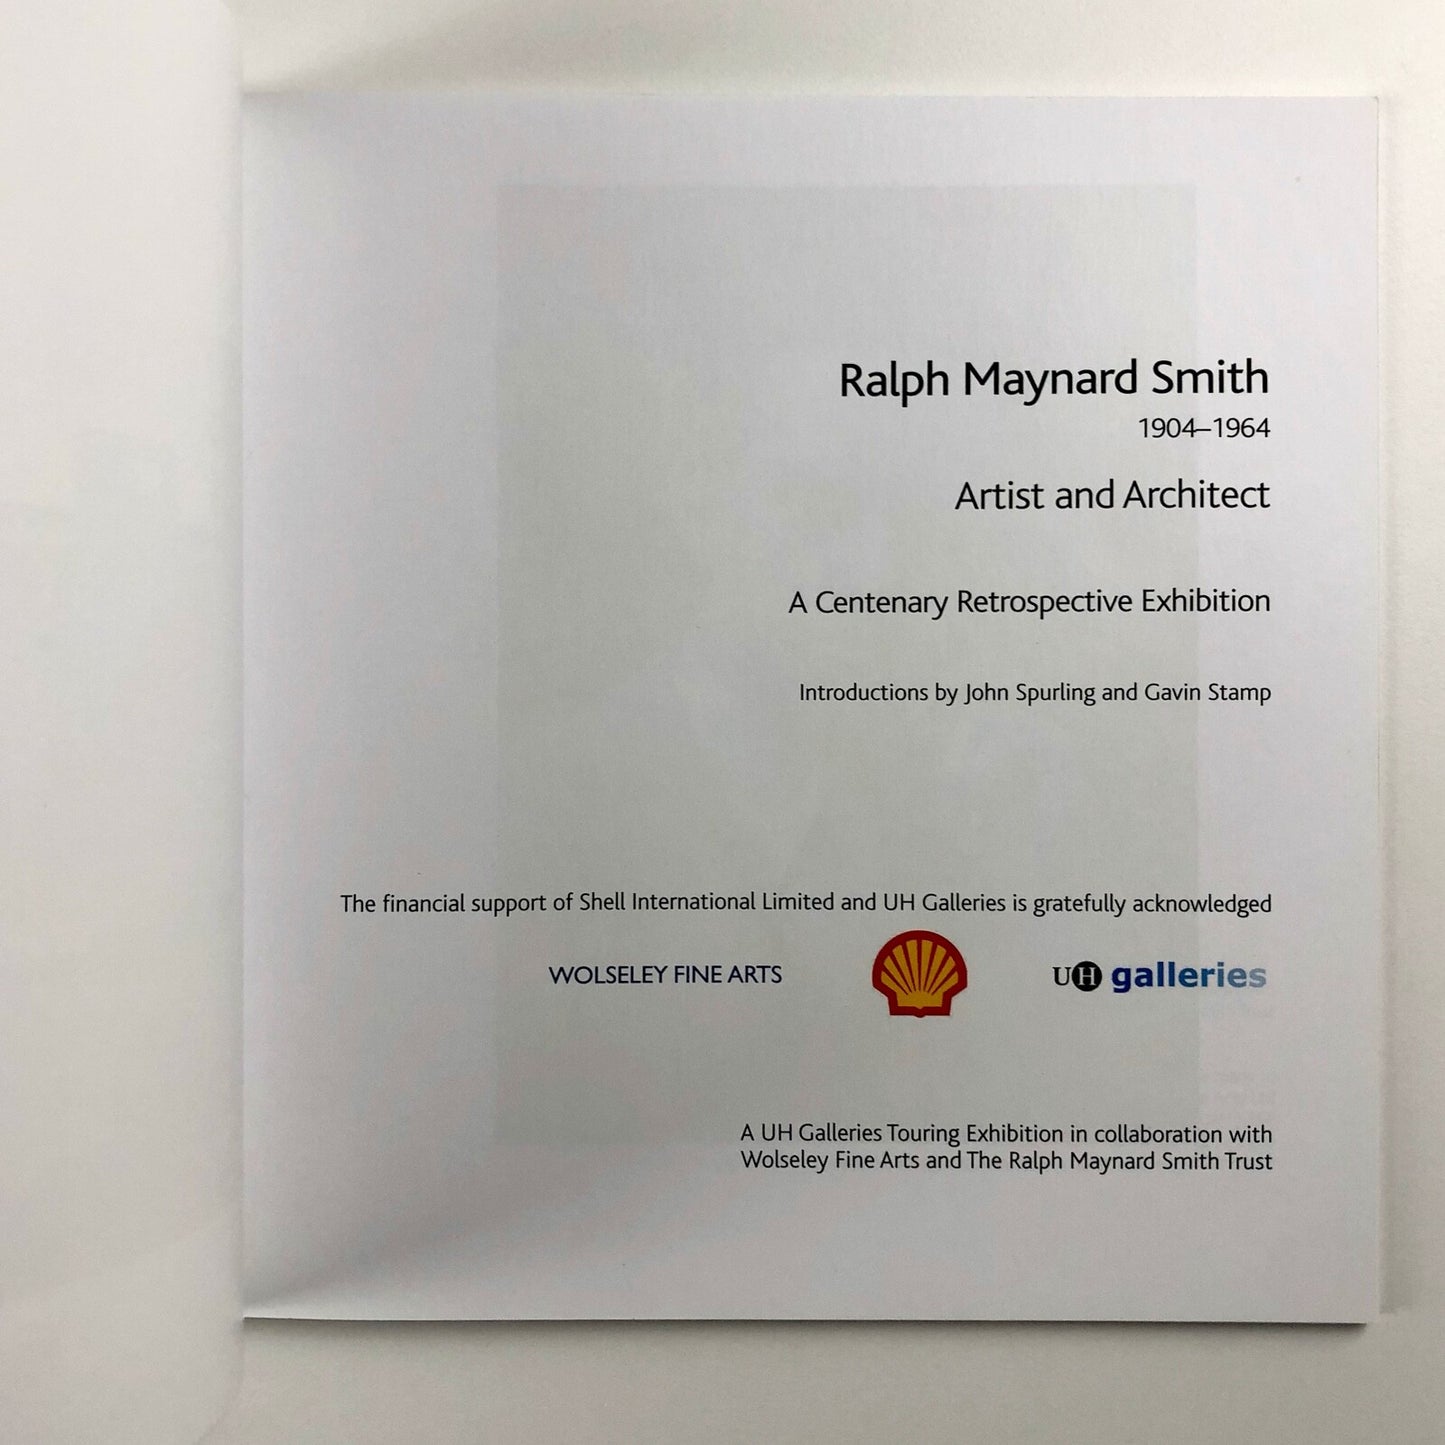 Ralph Maynard Smith
1904–1964
Artist and Architect
A Centenary Retrospective Exhibition
Introductions by John Spurling and Gavin Stamp
The financial support of Shell International Limited and UH Galleries is gratefully acknowledged
WOLSELEY FINE ARTS
UH galleries
A UH Galleries Touring Exhibition in collaboration with
Wolseley Fine Arts and The Ralph Maynard Smith Trust